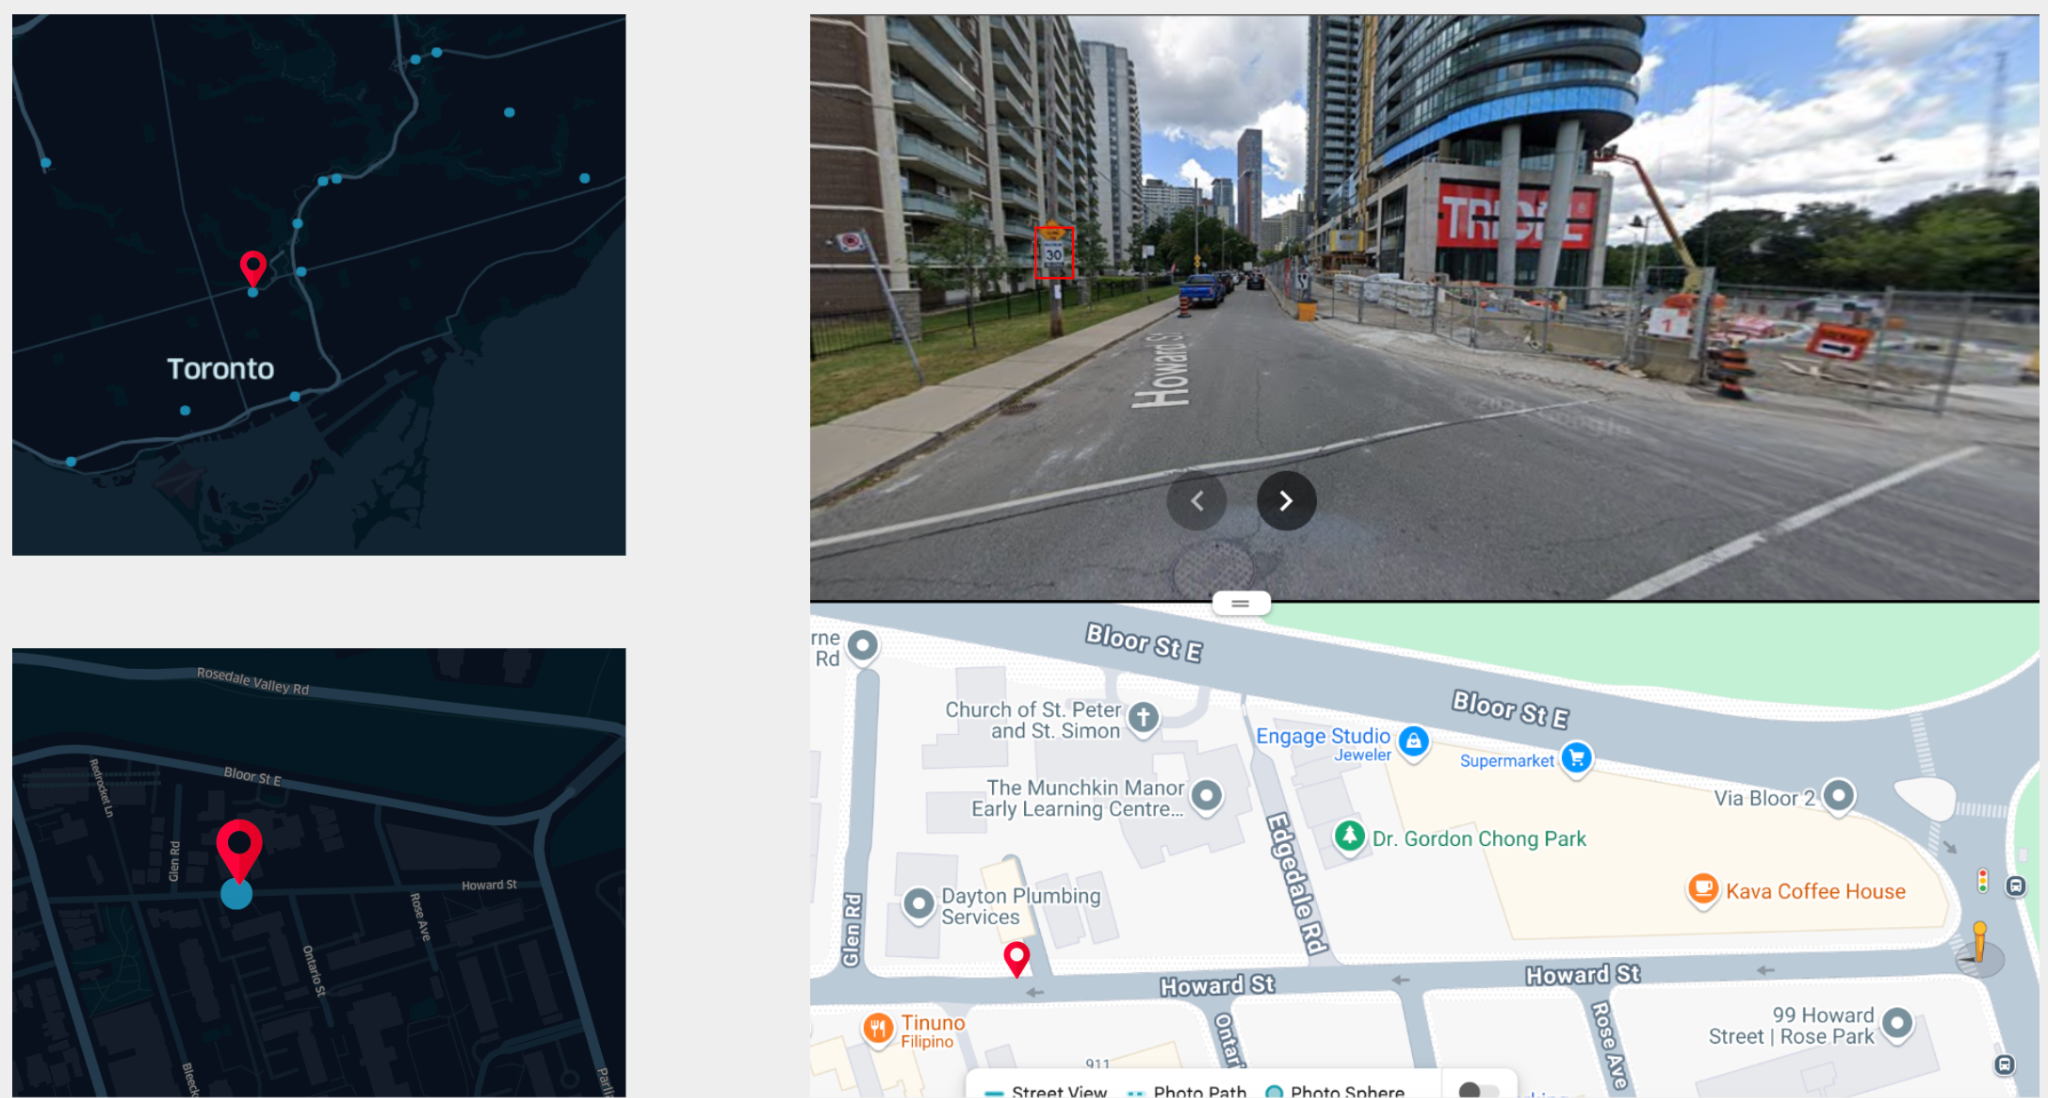 Toronto
Rosedale Valley Rd
Bloor St E
Redrocket Ln
Glen Rd
Howard St
Rose Ave
Ontario St
Bleeck
Parli
TRIDEL
30
1
Howard St
Bloor St E
Bloor St E
rne
Rd
Church of St. Peter
and St. Simon
Engage Studio
Jeweler
Supermarket
The Munchkin Manor
Early Learning Centre...
Via Bloor 2
Dr. Gordon Chong Park
Edgedale Rd
Dayton Plumbing
Services
Kava Coffee House
Glen Rd
Howard St
Howard St
Tinuno
Filipino
Ontari
Rose Ave
99 Howard
Street | Rose Park
911
Street View
Photo Path
Photo Sphere